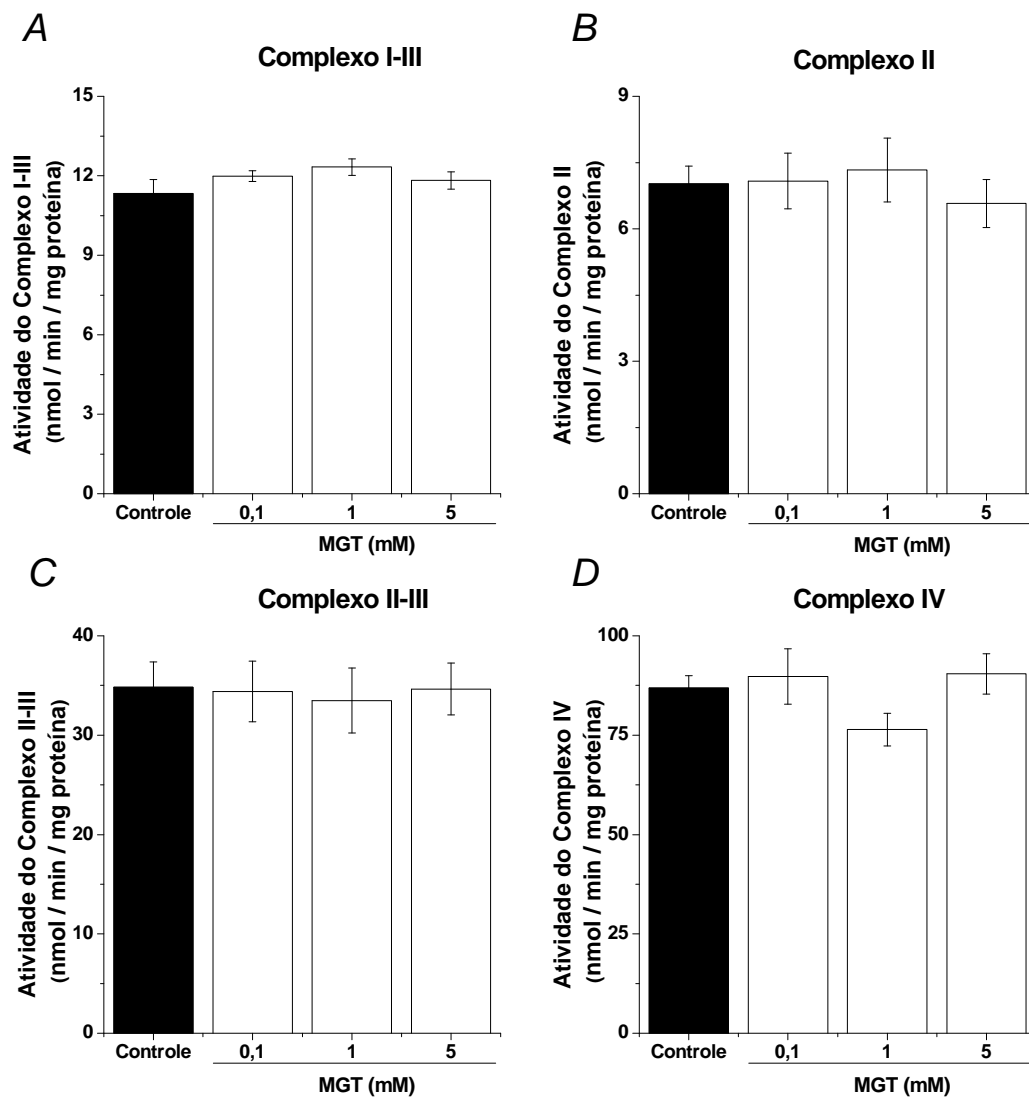 A
Complexo I-III
Atividade do Complexo I-III
(nmol / min / mg proteína)
15
12
9
6
3
0
Controle 0,1 1 5
MGT (mM)
B
Complexo II
Atividade do Complexo II
(nmol / min / mg proteína)
9
6
3
0
Controle 0,1 1 5
MGT (mM)
C
Complexo II-III
Atividade do Complexo II-III
(nmol / min / mg proteína)
40
30
20
10
0
Controle 0,1 1 5
MGT (mM)
D
Complexo IV
Atividade do Complexo IV
(nmol / min / mg proteína)
100
75
50
25
0
Controle 0,1 1 5
MGT (mM)